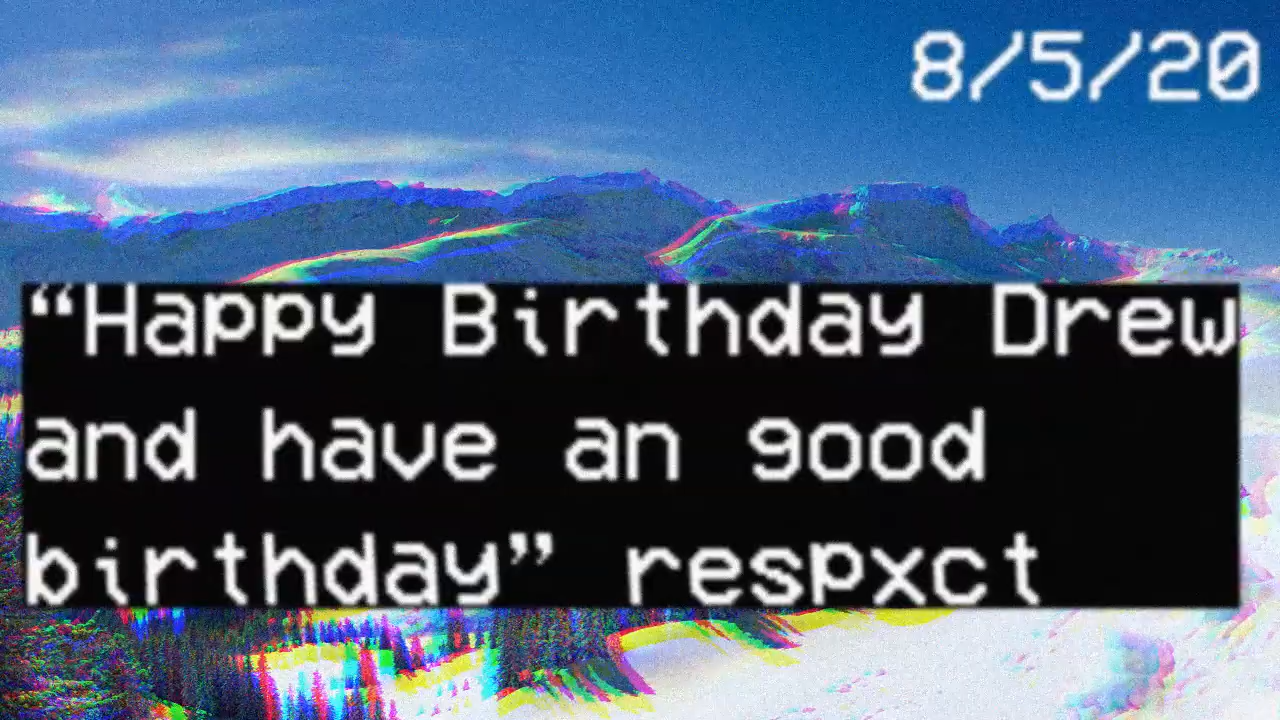 8/5/20
“Happy Birthday Drew
and have an good
birthday” respxct